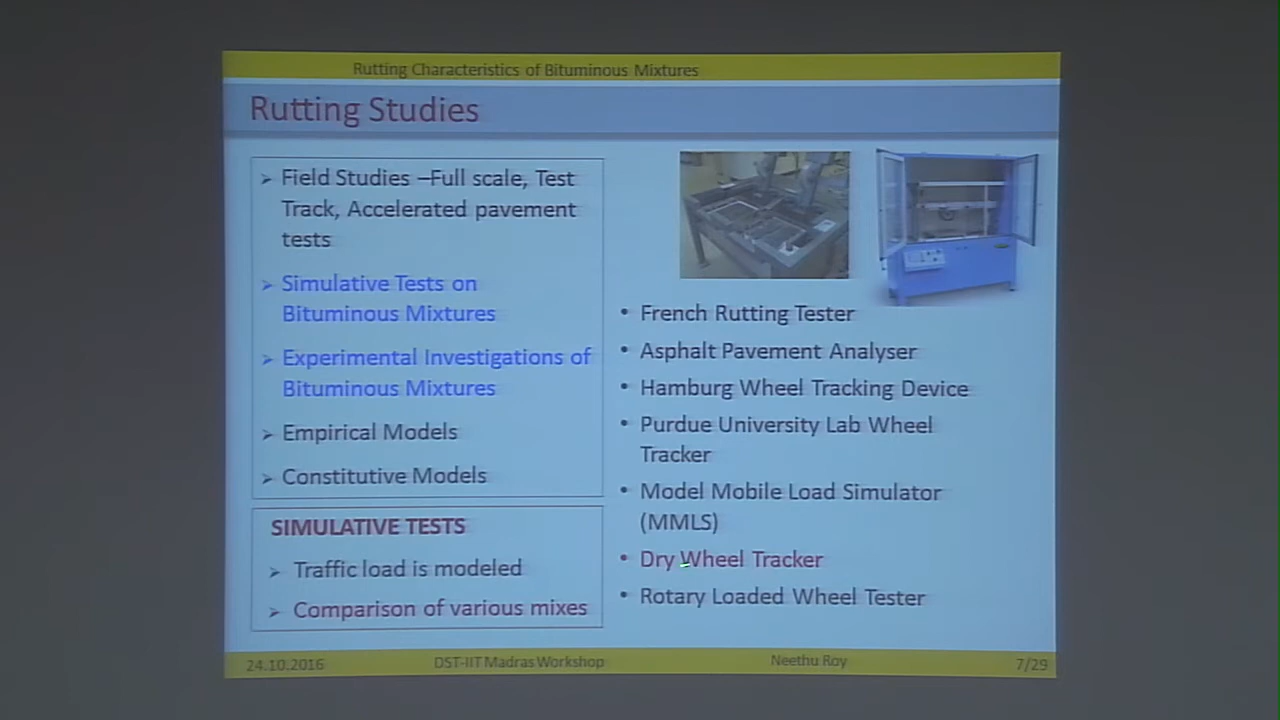 Rutting Characteristics of Bituminous Mixtures
Rutting Studies
Field Studies –Full scale, Test
Track, Accelerated pavement
tests
Simulative Tests on
Bituminous Mixtures
Experimental Investigations of
Bituminous Mixtures
Empirical Models
Constitutive Models
SIMULATIVE TESTS
Traffic load is modeled
Comparison of various mixes
• French Rutting Tester
• Asphalt Pavement Analyser
• Hamburg Wheel Tracking Device
• Purdue University Lab Wheel
Tracker
• Model Mobile Load Simulator
(MMLS)
• Dry Wheel Tracker
• Rotary Loaded Wheel Tester
24.10.2016
DST-IIT Madras Workshop
Neethu Roy
7/29